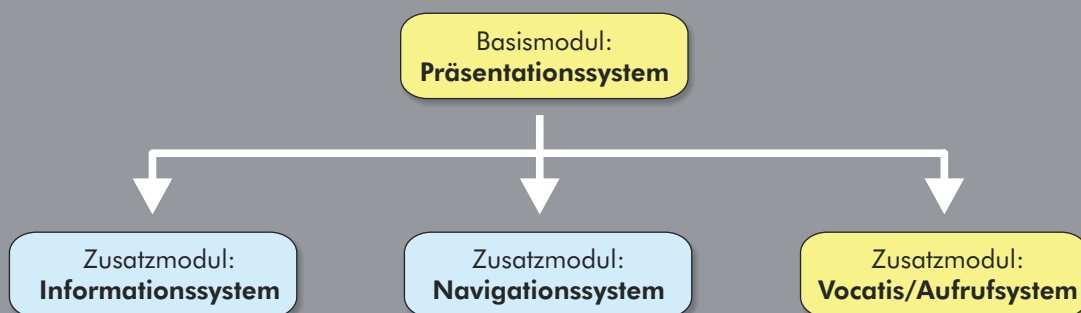 Basismodul:
Präsentationssystem
Zusatzmodul:
Informationssystem
Zusatzmodul:
Navigationssystem
Zusatzmodul:
Vocatis/Aufrufsystem